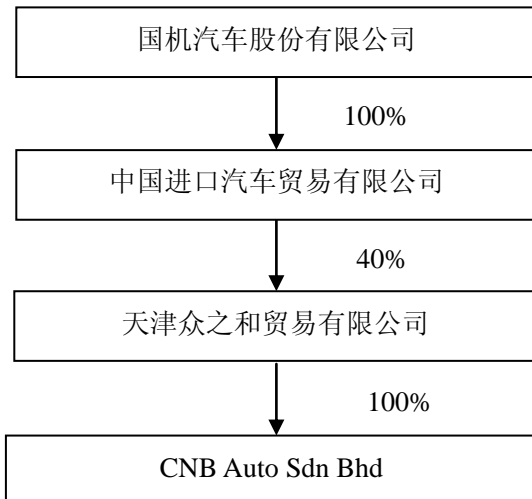 国机汽车股份有限公司
100%
中国进口汽车贸易有限公司
40%
天津众之和贸易有限公司
100%
CNB Auto Sdn Bhd